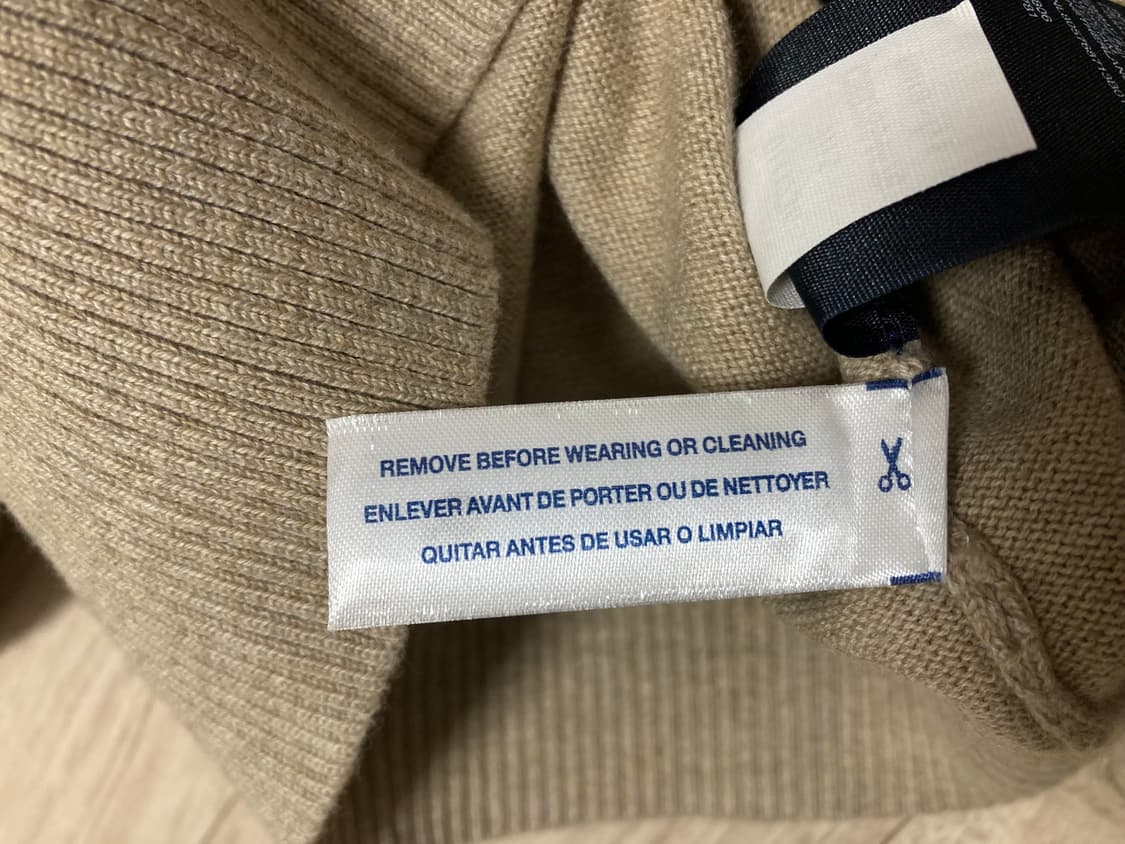 REMOVE BEFORE WEARING OR CLEANING
ENLEVER AVANT DE PORTER OU DE NETTOYER
QUITAR ANTES DE USAR O LIMPIAR